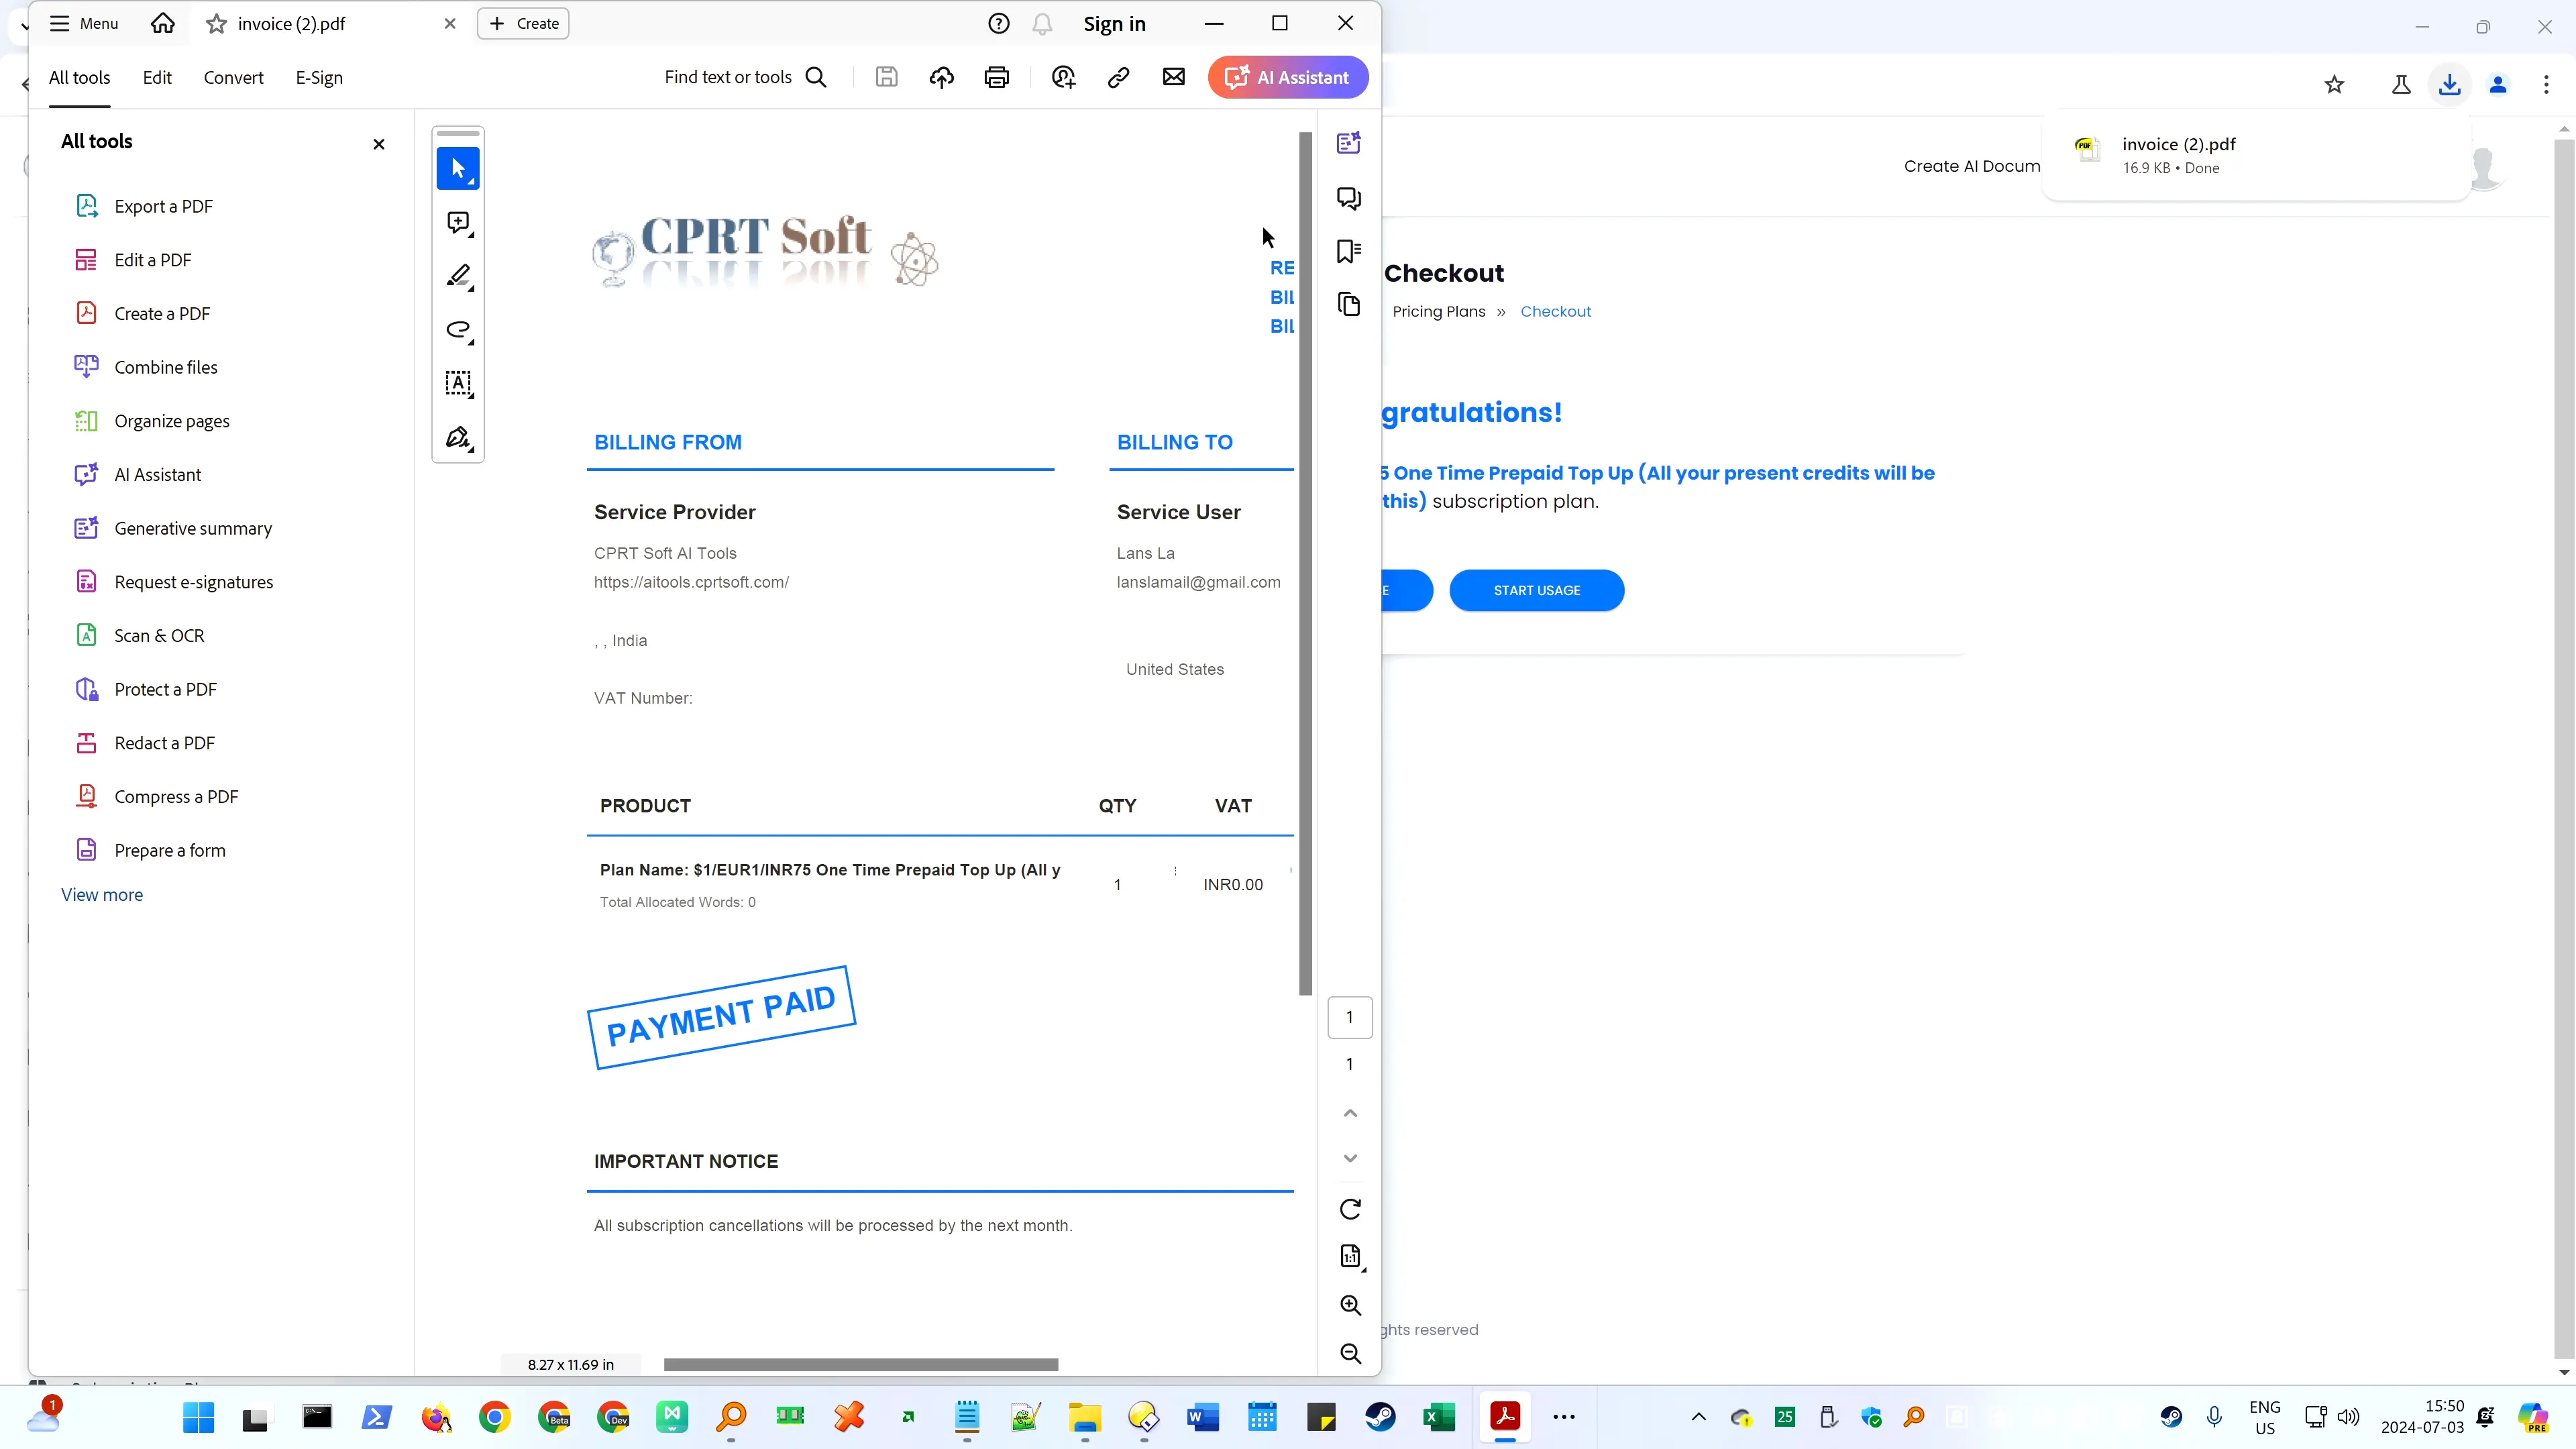 Menu
invoice (2).pdf
Create
Sign in
All tools
Edit
Convert
E-Sign
Find text or tools
AI Assistant
All tools
Export a PDF
Edit a PDF
Create a PDF
Combine files
Organize pages
AI Assistant
Generative summary
Request e-signatures
Scan & OCR
Protect a PDF
Redact a PDF
Compress a PDF
Prepare a form
View more
CPRT Soft
RE
BIL
BIL
BILLING FROM
BILLING TO
Service Provider
Service User
CPRT Soft AI Tools
Lans La
https://aitools.cprtsoft.com/
lanslamail@gmail.com
, , India
United States
VAT Number:
PRODUCT
QTY
VAT
Plan Name: $1/EUR1/INR75 One Time Prepaid Top Up (All y
1
INR0.00
Total Allocated Words: 0
PAYMENT PAID
IMPORTANT NOTICE
All subscription cancellations will be processed by the next month.
8.27 x 11.69 in
1
1
invoice (2).pdf
16.9 KB • Done
Create AI Docum
Checkout
Pricing Plans » Checkout
gratulations!
5 One Time Prepaid Top Up (All your present credits will be
this) subscription plan.
E
START USAGE
ghts reserved
1
Beta
Dev
25
ENG
US
15:50
2024-07-03
PRE